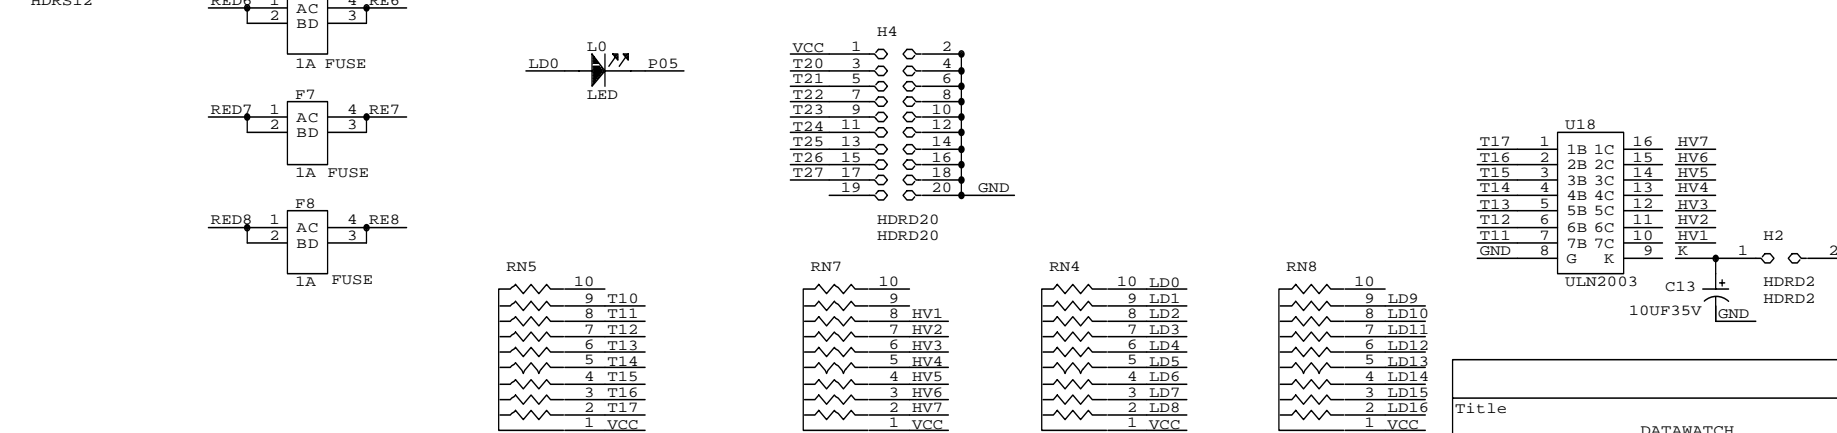 HDRS12
RED6 1 AC 4 RE6
2 BD 3
1A FUSE
F7
RED7 1 AC 4 RE7
2 BD 3
1A FUSE
F8
RED8 1 AC 4 RE8
2 BD 3
1A FUSE
L0
LD0 P05
LED
H4
VCC 1 2
T20 3 4
T21 5 6
T22 7 8
T23 9 10
T24 11 12
T25 13 14
T26 15 16
T27 17 18
19 20 GND
HDRD20
HDRD20
U18
T17 1 1B 1C 16 HV7
T16 2 2B 2C 15 HV6
T15 3 3B 3C 14 HV5
T14 4 4B 4C 13 HV4
T13 5 5B 5C 12 HV3
T12 6 6B 6C 11 HV2
T11 7 7B 7C 10 HV1
GND 8 G K 9 K
ULN2003
H2
1 2
HDRD2
HDRD2
C13 +
10UF35V
GND
RN5
10
9 T10
8 T11
7 T12
6 T13
5 T14
4 T15
3 T16
2 T17
1 VCC
RN7
10
9
8 HV1
7 HV2
6 HV3
5 HV4
4 HV5
3 HV6
2 HV7
1 VCC
RN4
10 LD0
9 LD1
8 LD2
7 LD3
6 LD4
5 LD5
4 LD6
3 LD7
2 LD8
1 VCC
RN8
10
9 LD9
8 LD10
7 LD11
6 LD12
5 LD13
4 LD14
3 LD15
2 LD16
1 VCC
Title
DATAWATCH